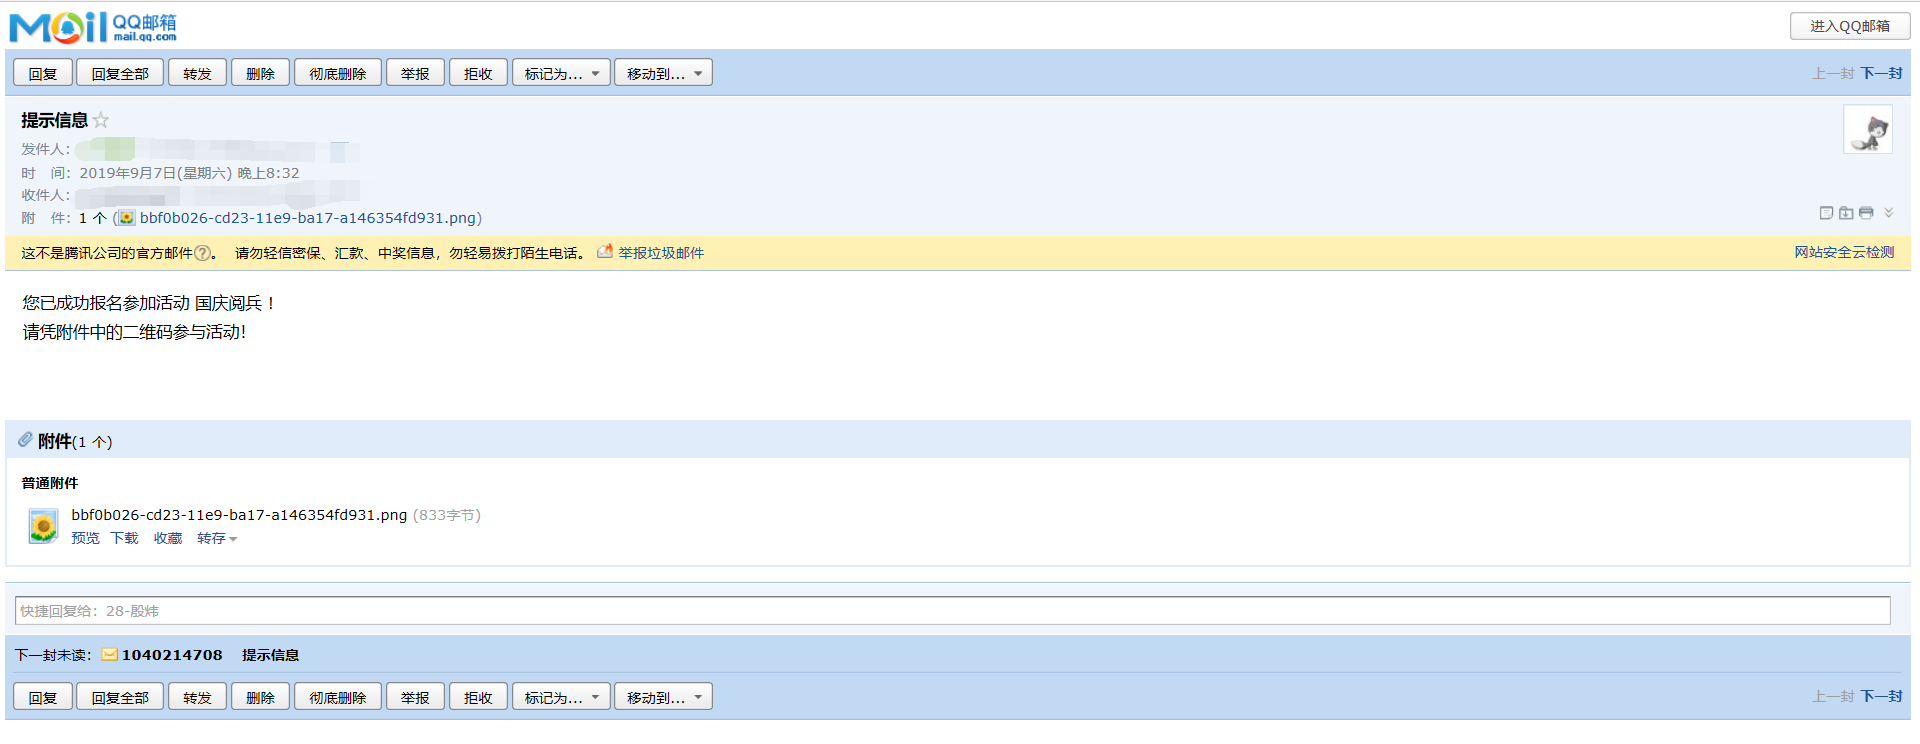 Mail QQ邮箱
mail.qq.com
进入QQ邮箱
回复 回复全部 转发 删除 彻底删除 举报 拒收 标记为... 移动到... 上一封 下一封
提示信息
发件人：
时 间：2019年9月7日(星期六) 晚上8:32
收件人：
附 件：1 个 (bbf0b026-cd23-11e9-ba17-a146354fd931.png)
这不是腾讯公司的官方邮件?。 请勿轻信密保、汇款、中奖信息，勿轻易拨打陌生电话。 举报垃圾邮件 网站安全云检测
您已成功报名参加活动 国庆阅兵 !
请凭附件中的二维码参与活动!
附件(1 个)
普通附件
bbf0b026-cd23-11e9-ba17-a146354fd931.png (833字节)
预览 下载 收藏 转存
快捷回复给：28-殷炜
下一封未读： 1040214708 提示信息
回复 回复全部 转发 删除 彻底删除 举报 拒收 标记为... 移动到... 上一封 下一封